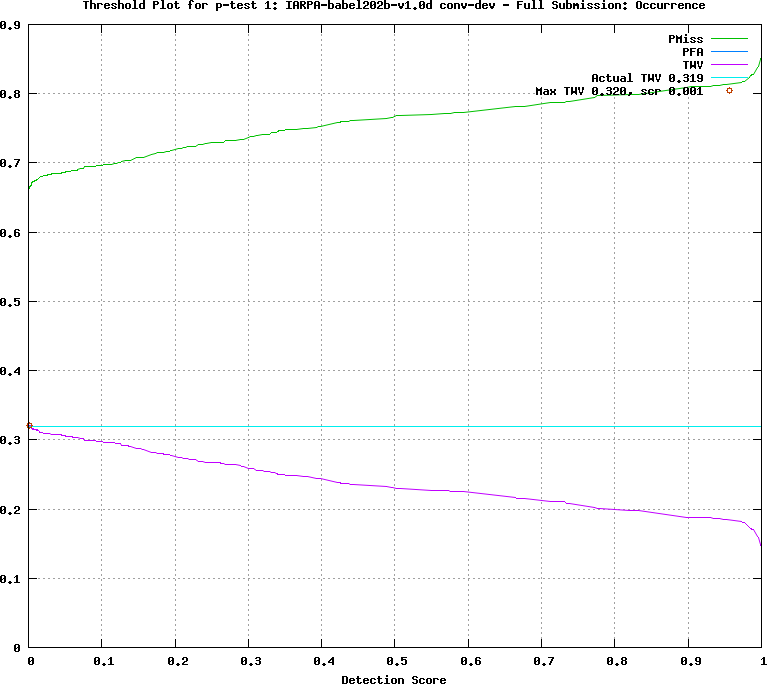 Threshold Plot for p-test 1: IARPA-babel202b-v1.0d conv-dev - Full Submission: Occurrence
0.9
PMiss
PFA
TWV
Actual TWV 0.319
Max TWV 0.320, scr 0.001
0.8
0.7
0.6
0.5
0.4
0.3
0.2
0.1
0
0 0.1 0.2 0.3 0.4 0.5 0.6 0.7 0.8 0.9 1
Detection Score